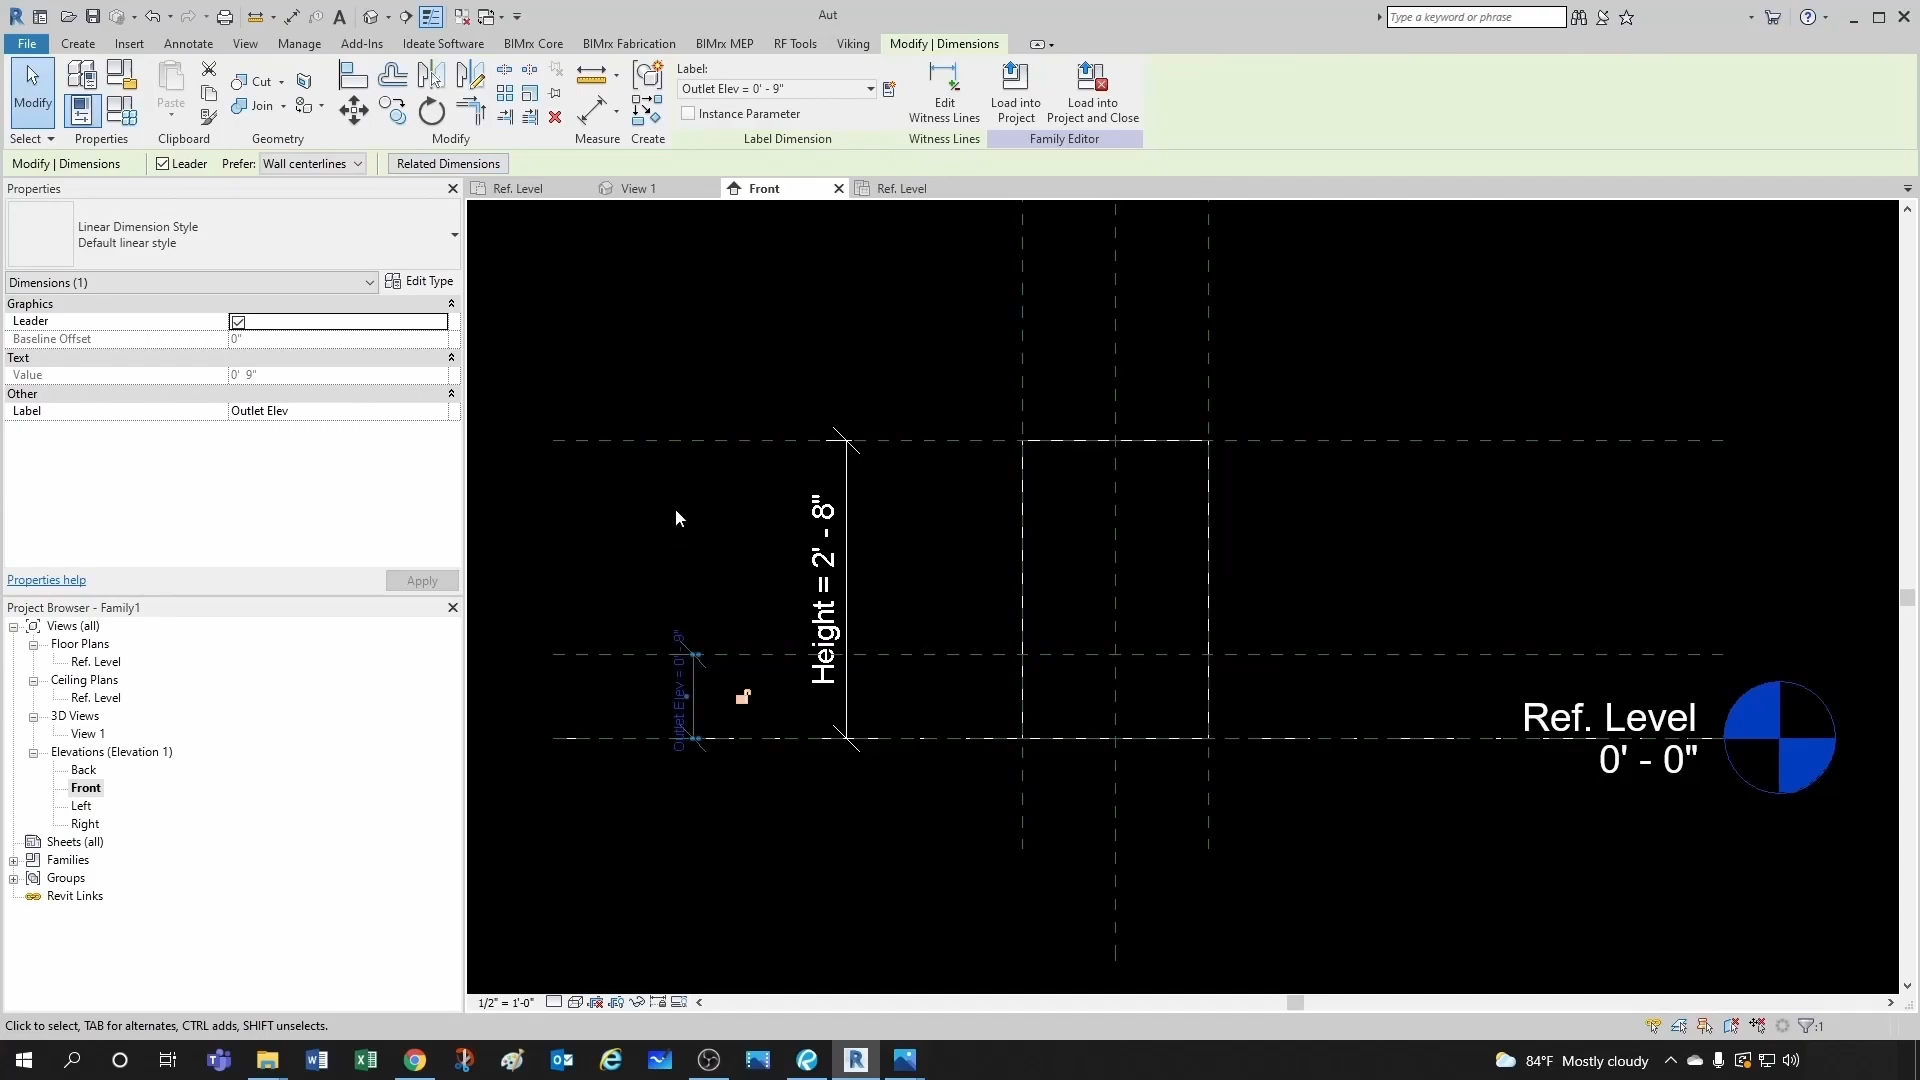 Aut
Type a keyword or phrase
File Create Insert Annotate View Manage Add-Ins Ideate Software BIMrx Core BIMrx Fabrication BIMrx MEP RF Tools Viking Modify | Dimensions
Modify
Paste
Cut
Join
Label:
Outlet Elev = 0' - 9"
Instance Parameter
Edit Witness Lines
Load into Project
Load into Project and Close
Select Properties Clipboard Geometry Modify Measure Create Label Dimension Witness Lines Family Editor
Modify | Dimensions Leader Prefer: Wall centerlines Related Dimensions
Properties
Ref. Level View 1 Front Ref. Level
Linear Dimension Style
Default linear style
Dimensions (1) Edit Type
Graphics
Leader
Baseline Offset 0"
Text
Value 0' 9"
Other
Label Outlet Elev
Properties help Apply
Project Browser - Family1
Views (all)
Floor Plans
Ref. Level
Ceiling Plans
Ref. Level
3D Views
View 1
Elevations (Elevation 1)
Back
Front
Left
Right
Sheets (all)
Families
Groups
Revit Links
Height = 2' - 8"
Outlet Elev = 0' - 9"
Ref. Level
0' - 0"
1/2" = 1'-0"
Click to select, TAB for alternates, CTRL adds, SHIFT unselects.
:1
84°F Mostly cloudy